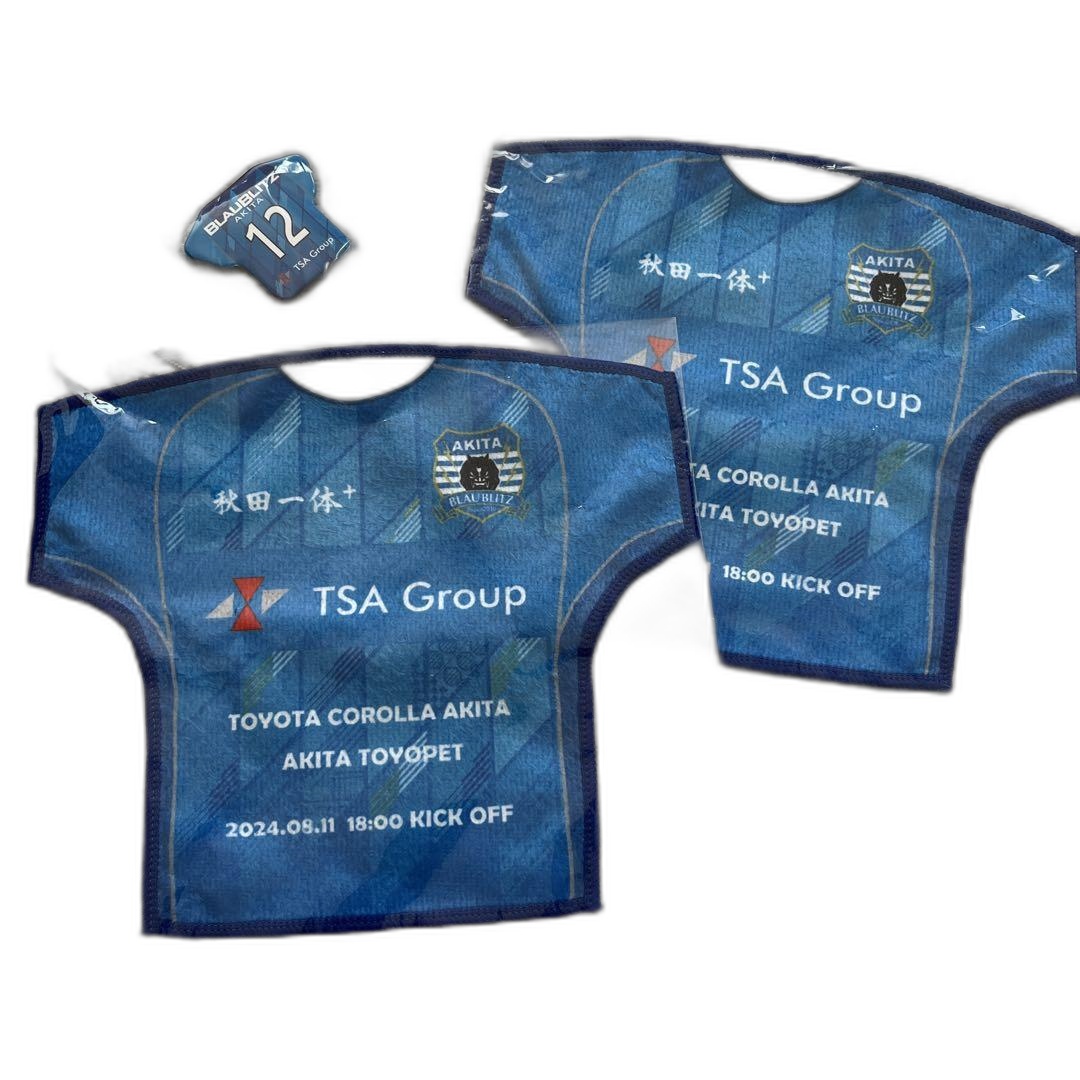 BLAUBLITZ
AKITA
12
TSA Group
秋田一体+
AKITA
BLAUBLITZ
TSA Group
TA COROLLA AKITA
ITA TOYOPET
18:00 KICK OFF
秋田一体+
AKITA
BLAUBLITZ
TSA Group
TOYOTA COROLLA AKITA
AKITA TOYOPET
2024.08.11 18:00 KICK OFF